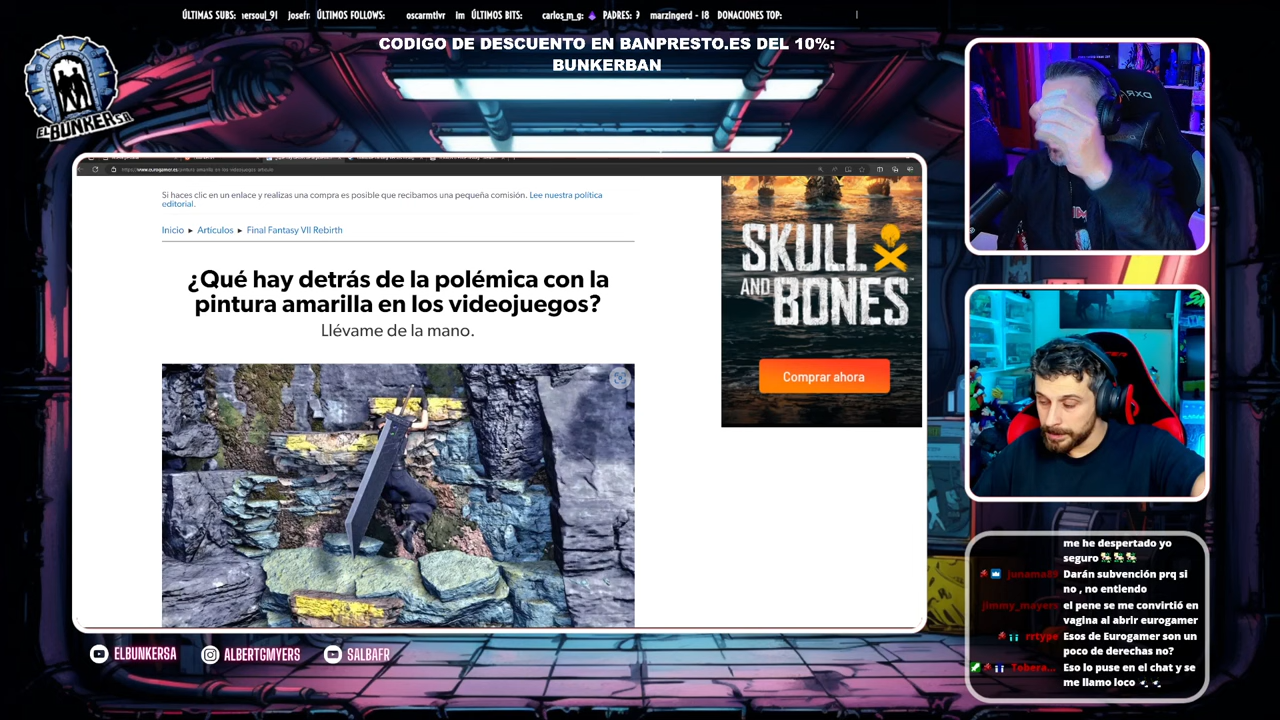 ÚLTIMAS SUBS:
ÚLTIMOS FOLLOWS: oscarmtlvr
ÚLTIMOS BITS: carlos_m_g:
PADRES:
marzingerd - 18 DONACIONES TOP:
CODIGO DE DESCUENTO EN BANPRESTO.ES DEL 10%:
BUNKERBAN
EL BUNKER S.A.
Si haces clic en un enlace y realizas una compra es posible que recibamos una pequeña comisión. Lee nuestra política
editorial.
Inicio ▸ Artículos ▸ Final Fantasy VII Rebirth
¿Qué hay detrás de la polémica con la
pintura amarilla en los videojuegos?
Llévame de la mano.
SKULL
AND BONES
Comprar ahora
DXRA
me he despertado yo
seguro
junama89 Darán subvención prq si
no , no entiendo
jimmy_mayers el pene se me convirtió en
vagina al abrir eurogamer
rrtype Esos de Eurogamer son un
poco de derechas no?
Tobera... Eso lo puse en el chat y se
me llamo loco
ELBUNKERSA
ALBERTGMYERS
SALBAFR